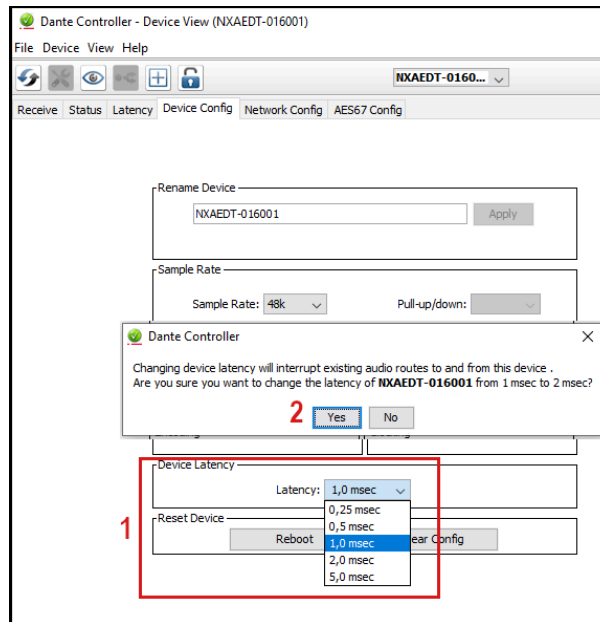 Dante Controller - Device View (NXAEDT-016001)
File Device View Help
NXAEDT-0160...
Receive Status Latency Device Config Network Config AES67 Config
Rename Device
NXAEDT-016001 Apply
Sample Rate
Sample Rate: 48k Pull-up/down:
Dante Controller
Changing device latency will interrupt existing audio routes to and from this device .
Are you sure you want to change the latency of NXAEDT-016001 from 1 msec to 2 msec?
2 Yes No
Device Latency
Latency: 1,0 msec
0,25 msec
1
Reset Device
0,5 msec
Reboot 1,0 msec ear Config
2,0 msec
5,0 msec